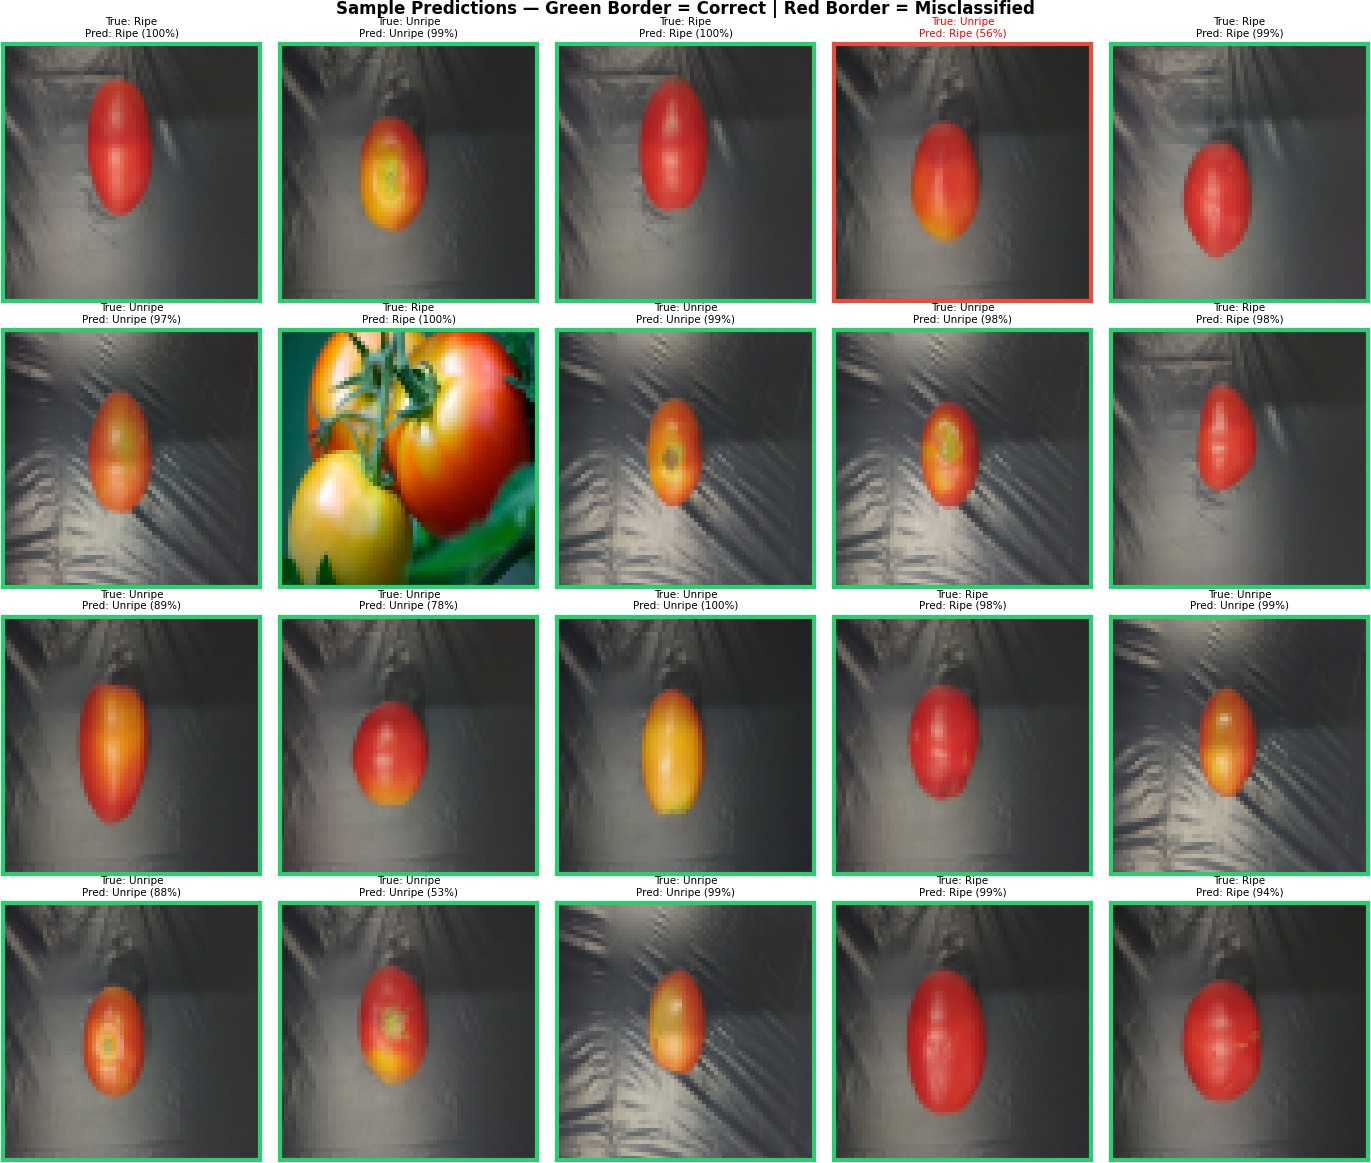 Sample Predictions — Green Border = Correct | Red Border = Misclassified
True: Ripe
Pred: Ripe (100%)
True: Unripe
Pred: Unripe (99%)
True: Ripe
Pred: Ripe (100%)
True: Unripe
Pred: Ripe (56%)
True: Ripe
Pred: Ripe (99%)
True: Unripe
Pred: Unripe (97%)
True: Ripe
Pred: Ripe (100%)
True: Unripe
Pred: Unripe (99%)
True: Unripe
Pred: Unripe (98%)
True: Ripe
Pred: Ripe (98%)
True: Unripe
Pred: Unripe (89%)
True: Unripe
Pred: Unripe (78%)
True: Unripe
Pred: Unripe (100%)
True: Ripe
Pred: Ripe (98%)
True: Unripe
Pred: Unripe (99%)
True: Unripe
Pred: Unripe (88%)
True: Unripe
Pred: Unripe (53%)
True: Unripe
Pred: Unripe (99%)
True: Ripe
Pred: Ripe (99%)
True: Ripe
Pred: Ripe (94%)